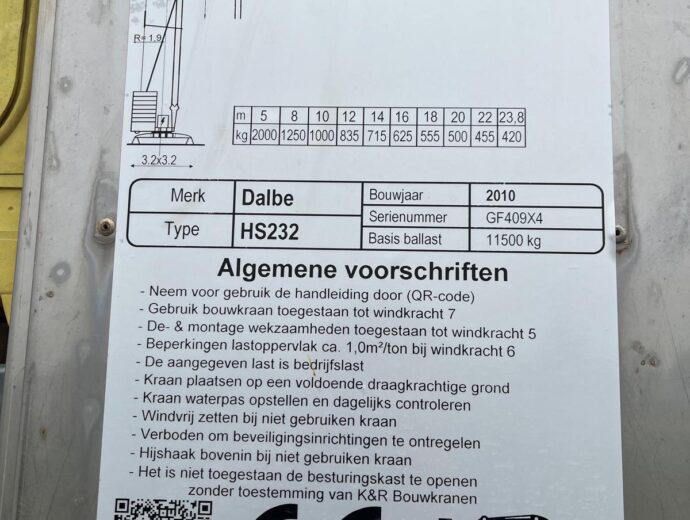 R= 1,9
m 5 8 10 12 14 16 18 20 22 23,8
kg 2000 1250 1000 835 715 625 555 500 455 420
3.2x3.2
Merk Dalbe Bouwjaar 2010
Serienummer GF409X4
Type HS232 Basis ballast 11500 kg
Algemene voorschriften
- Neem voor gebruik de handleiding door (QR-code)
- Gebruik bouwkraan toegestaan tot windkracht 7
- De- & montage wekzaamheden toegestaan tot windkracht 5
- Beperkingen lastoppervlak ca. 1,0m²/ton bij windkracht 6
- De aangegeven last is bedrijfslast
- Kraan plaatsen op een voldoende draagkrachtige grond
- Kraan waterpas opstellen en dagelijks controleren
- Windvrij zetten bij niet gebruiken kraan
- Verboden om beveiligingsinrichtingen te ontregelen
- Hijshaak bovenin bij niet gebruiken kraan
- Het is niet toegestaan de besturingskast te openen
zonder toestemming van K&R Bouwkranen